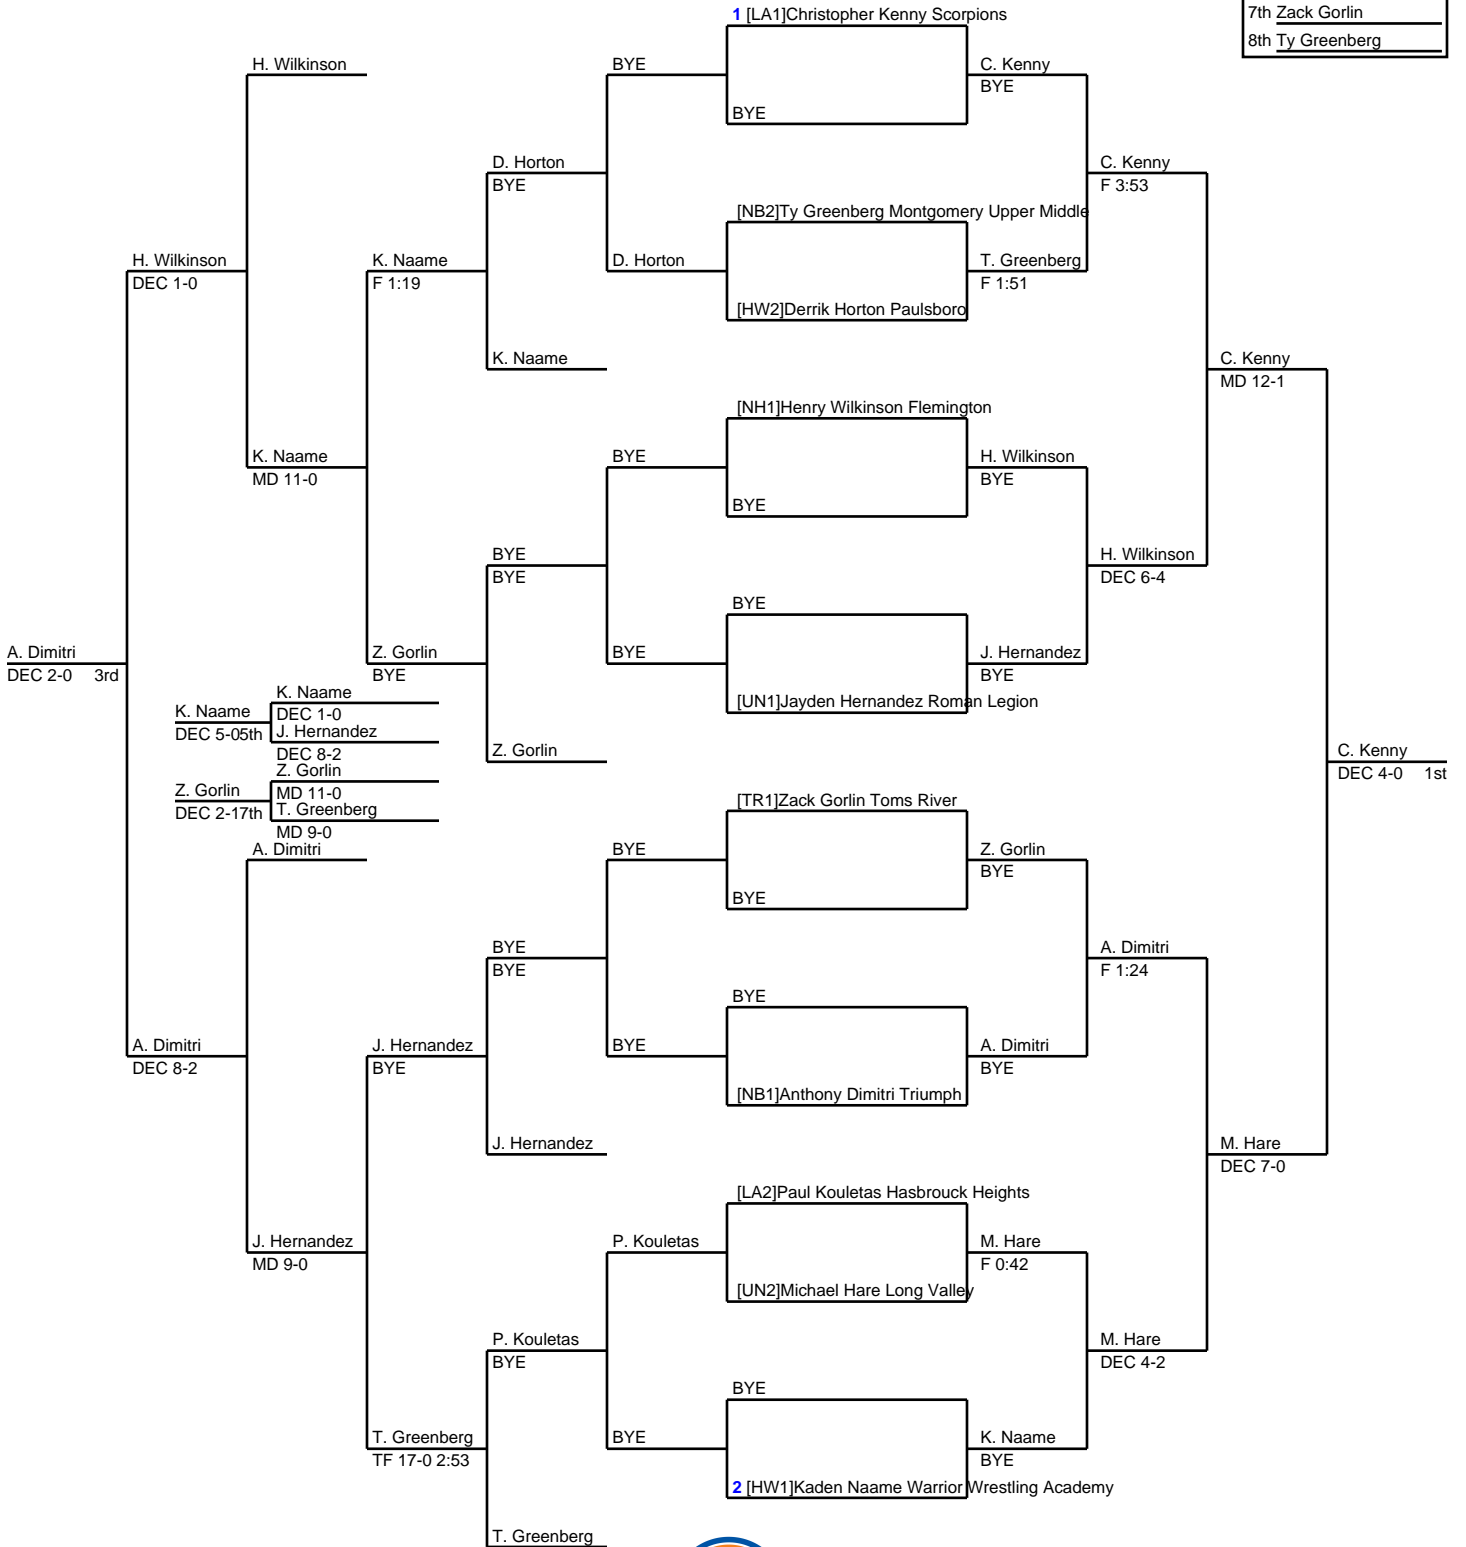 1 [LA1]Christopher Kenny Scorpions
7th Zack Gorlin
8th Ty Greenberg
H. Wilkinson
BYE
C. Kenny
BYE
BYE
D. Horton
BYE
C. Kenny
F 3:53
[NB2]Ty Greenberg Montgomery Upper Middle
H. Wilkinson
DEC 1-0
K. Naame
F 1:19
D. Horton
T. Greenberg
F 1:51
[HW2]Derrik Horton Paulsboro
K. Naame
C. Kenny
MD 12-1
[NH1]Henry Wilkinson Flemington
K. Naame
MD 11-0
BYE
H. Wilkinson
BYE
BYE
BYE
BYE
H. Wilkinson
DEC 6-4
BYE
A. Dimitri
DEC 2-0 3rd
Z. Gorlin
BYE
BYE
J. Hernandez
BYE
[UN1]Jayden Hernandez Roman Legion
K. Naame
K. Naame
DEC 1-0
DEC 5-0 5th
J. Hernandez
DEC 8-2
Z. Gorlin
C. Kenny
DEC 4-0 1st
Z. Gorlin
Z. Gorlin
MD 11-0
DEC 2-1 7th
T. Greenberg
MD 9-0
[TR1]Zack Gorlin Toms River
A. Dimitri
BYE
Z. Gorlin
BYE
BYE
BYE
BYE
A. Dimitri
F 1:24
BYE
A. Dimitri
DEC 8-2
J. Hernandez
BYE
BYE
A. Dimitri
BYE
[NB1]Anthony Dimitri Triumph
J. Hernandez
M. Hare
DEC 7-0
[LA2]Paul Kouletas Hasbrouck Heights
J. Hernandez
MD 9-0
P. Kouletas
M. Hare
F 0:42
[UN2]Michael Hare Long Valley
P. Kouletas
BYE
M. Hare
DEC 4-2
BYE
T. Greenberg
TF 17-0 2:53
BYE
K. Naame
BYE
2 [HW1]Kaden Naame Warrior Wrestling Academy
T. Greenberg